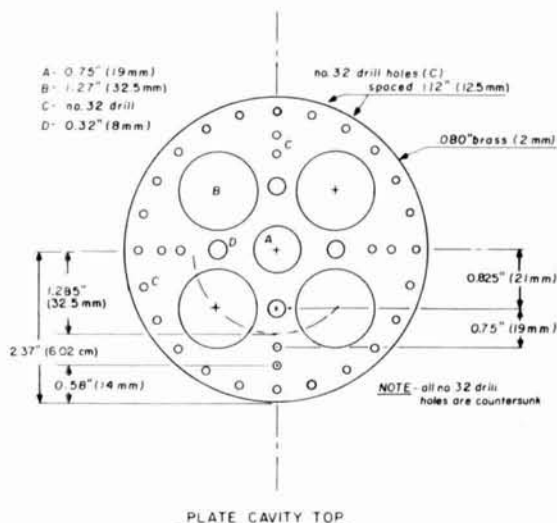 A- 0.75" (19mm)
B- 1.27" (32.5mm)
C- no.32 drill
D- 0.32" (8mm)
no.32 drill holes (C)
spaced 1/2" (12.5mm)
.080" brass (2mm)
C
B
A
D
C
1.285"
(32.5mm)
2.37" (6.02 cm)
0.58" (14mm)
0.825" (21mm)
0.75" (19mm)
NOTE - all no 32 drill
holes are countersunk
PLATE CAVITY TOP